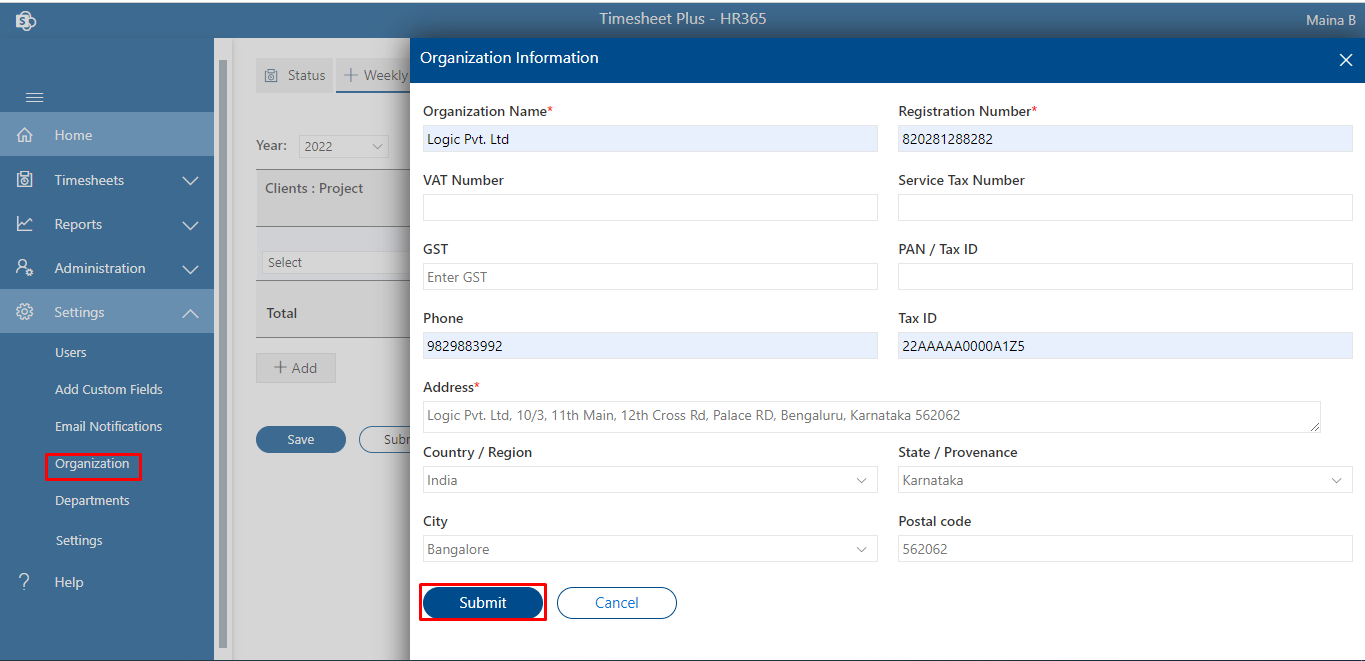 Timesheet Plus - HR365
Maina B
Home
Timesheets
Reports
Administration
Settings
Users
Add Custom Fields
Email Notifications
Organization
Departments
Settings
? Help
Status
+ Weekly
Year: 2022
Clients : Project
Select
Total
+ Add
Save
Subr
Organization Information
Organization Name*
Registration Number*
Logic Pvt. Ltd
820281288282
VAT Number
Service Tax Number
GST
PAN / Tax ID
Enter GST
Phone
Tax ID
9829883992
22AAAAA0000A1Z5
Address*
Logic Pvt. Ltd, 10/3, 11th Main, 12th Cross Rd, Palace RD, Bengaluru, Karnataka 562062
Country / Region
State / Provenance
India
Karnataka
City
Postal code
Bangalore
562062
Submit
Cancel